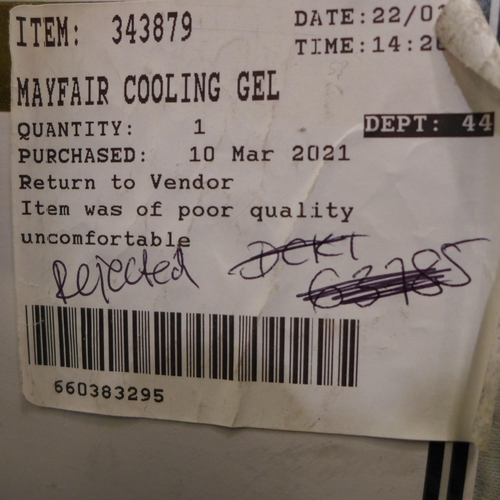 ITEM: 343879
DATE:22/0
TIME:14:2
MAYFAIR COOLING GEL
QUANTITY: 1
DEPT: 44
PURCHASED: 10 Mar 2021
Return to Vendor
Item was of poor quality
uncomfortable
Rejected
660383295